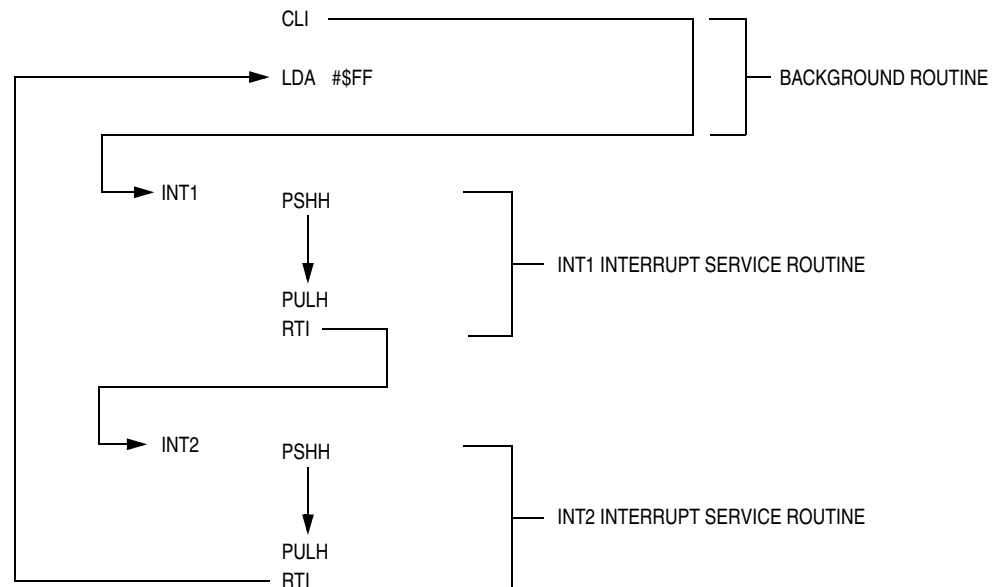 CLI
LDA #$FF
BACKGROUND ROUTINE
INT1
PSHH
INT1 INTERRUPT SERVICE ROUTINE
PULH
RTI
INT2
PSHH
INT2 INTERRUPT SERVICE ROUTINE
PULH
RTI